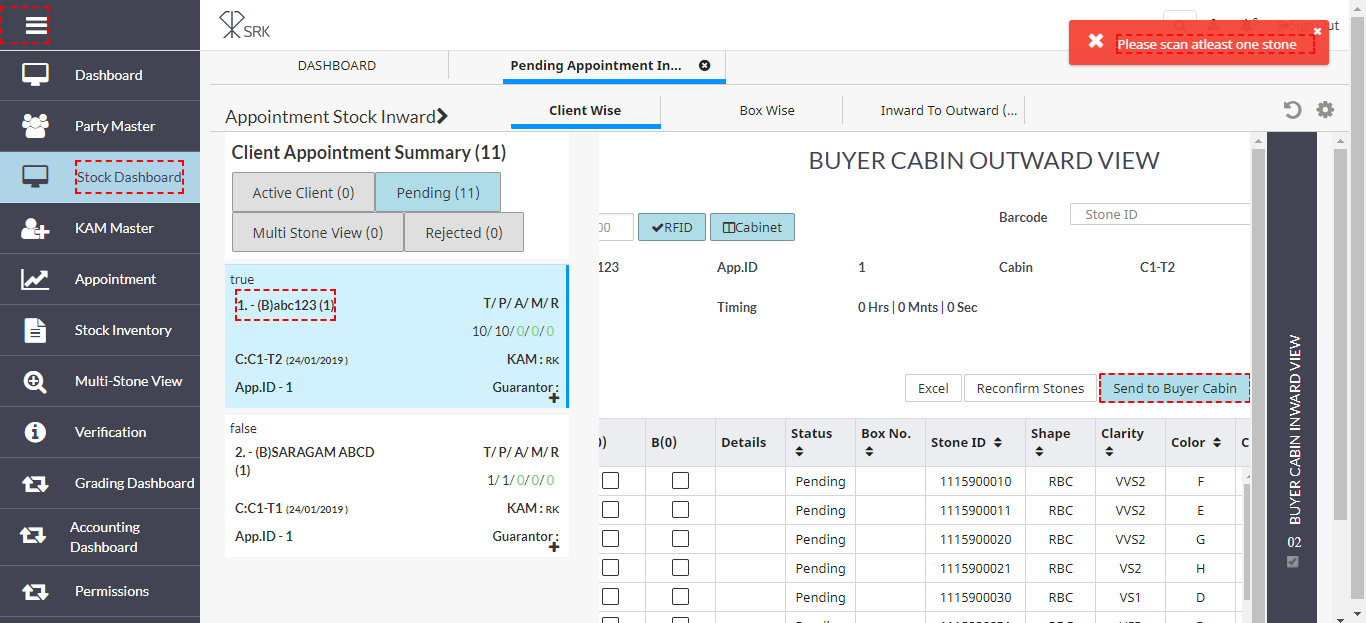 SRK
Sign out
Please scan atleast one stone
Dashboard
Party Master
Stock Dashboard
KAM Master
Appointment
Stock Inventory
Multi-Stone View
Verification
Grading Dashboard
Accounting
Dashboard
Permissions
DASHBOARD
Pending Appointment In...
Appointment Stock Inward
Client Wise
Box Wise
Inward To Outward (...
Client Appointment Summary (11)
Active Client (0)
Pending (11)
Multi Stone View (0)
Rejected (0)
true
1. - (B)abc123 (1)
T/ P/ A/ M/ R
10/ 10/ 0/ 0/ 0
C:C1-T2 (24/01/2019 )
KAM : RK
App.ID - 1
Guarantor :
false
2. - (B)SARAGAM ABCD
(1)
T/ P/ A/ M/ R
1/ 1/ 0/ 0/ 0
C:C1-T1 (24/01/2019 )
KAM : RK
App.ID - 1
Guarantor :
BUYER CABIN OUTWARD VIEW
Barcode
Stone ID
00
RFID
Cabinet
123
App.ID
1
Cabin
C1-T2
Timing
0 Hrs | 0 Mnts | 0 Sec
Excel
Reconfirm Stones
Send to Buyer Cabin
0)
B(0)
Details
Status
Box No.
Stone ID
Shape
Clarity
Color
C
Pending 1115900010 RBC VVS2 F
Pending 1115900011 RBC VVS2 E
Pending 1115900020 RBC VVS2 G
Pending 1115900021 RBC VS2 H
Pending 1115900030 RBC VS1 D
BUYER CABIN INWARD VIEW
02